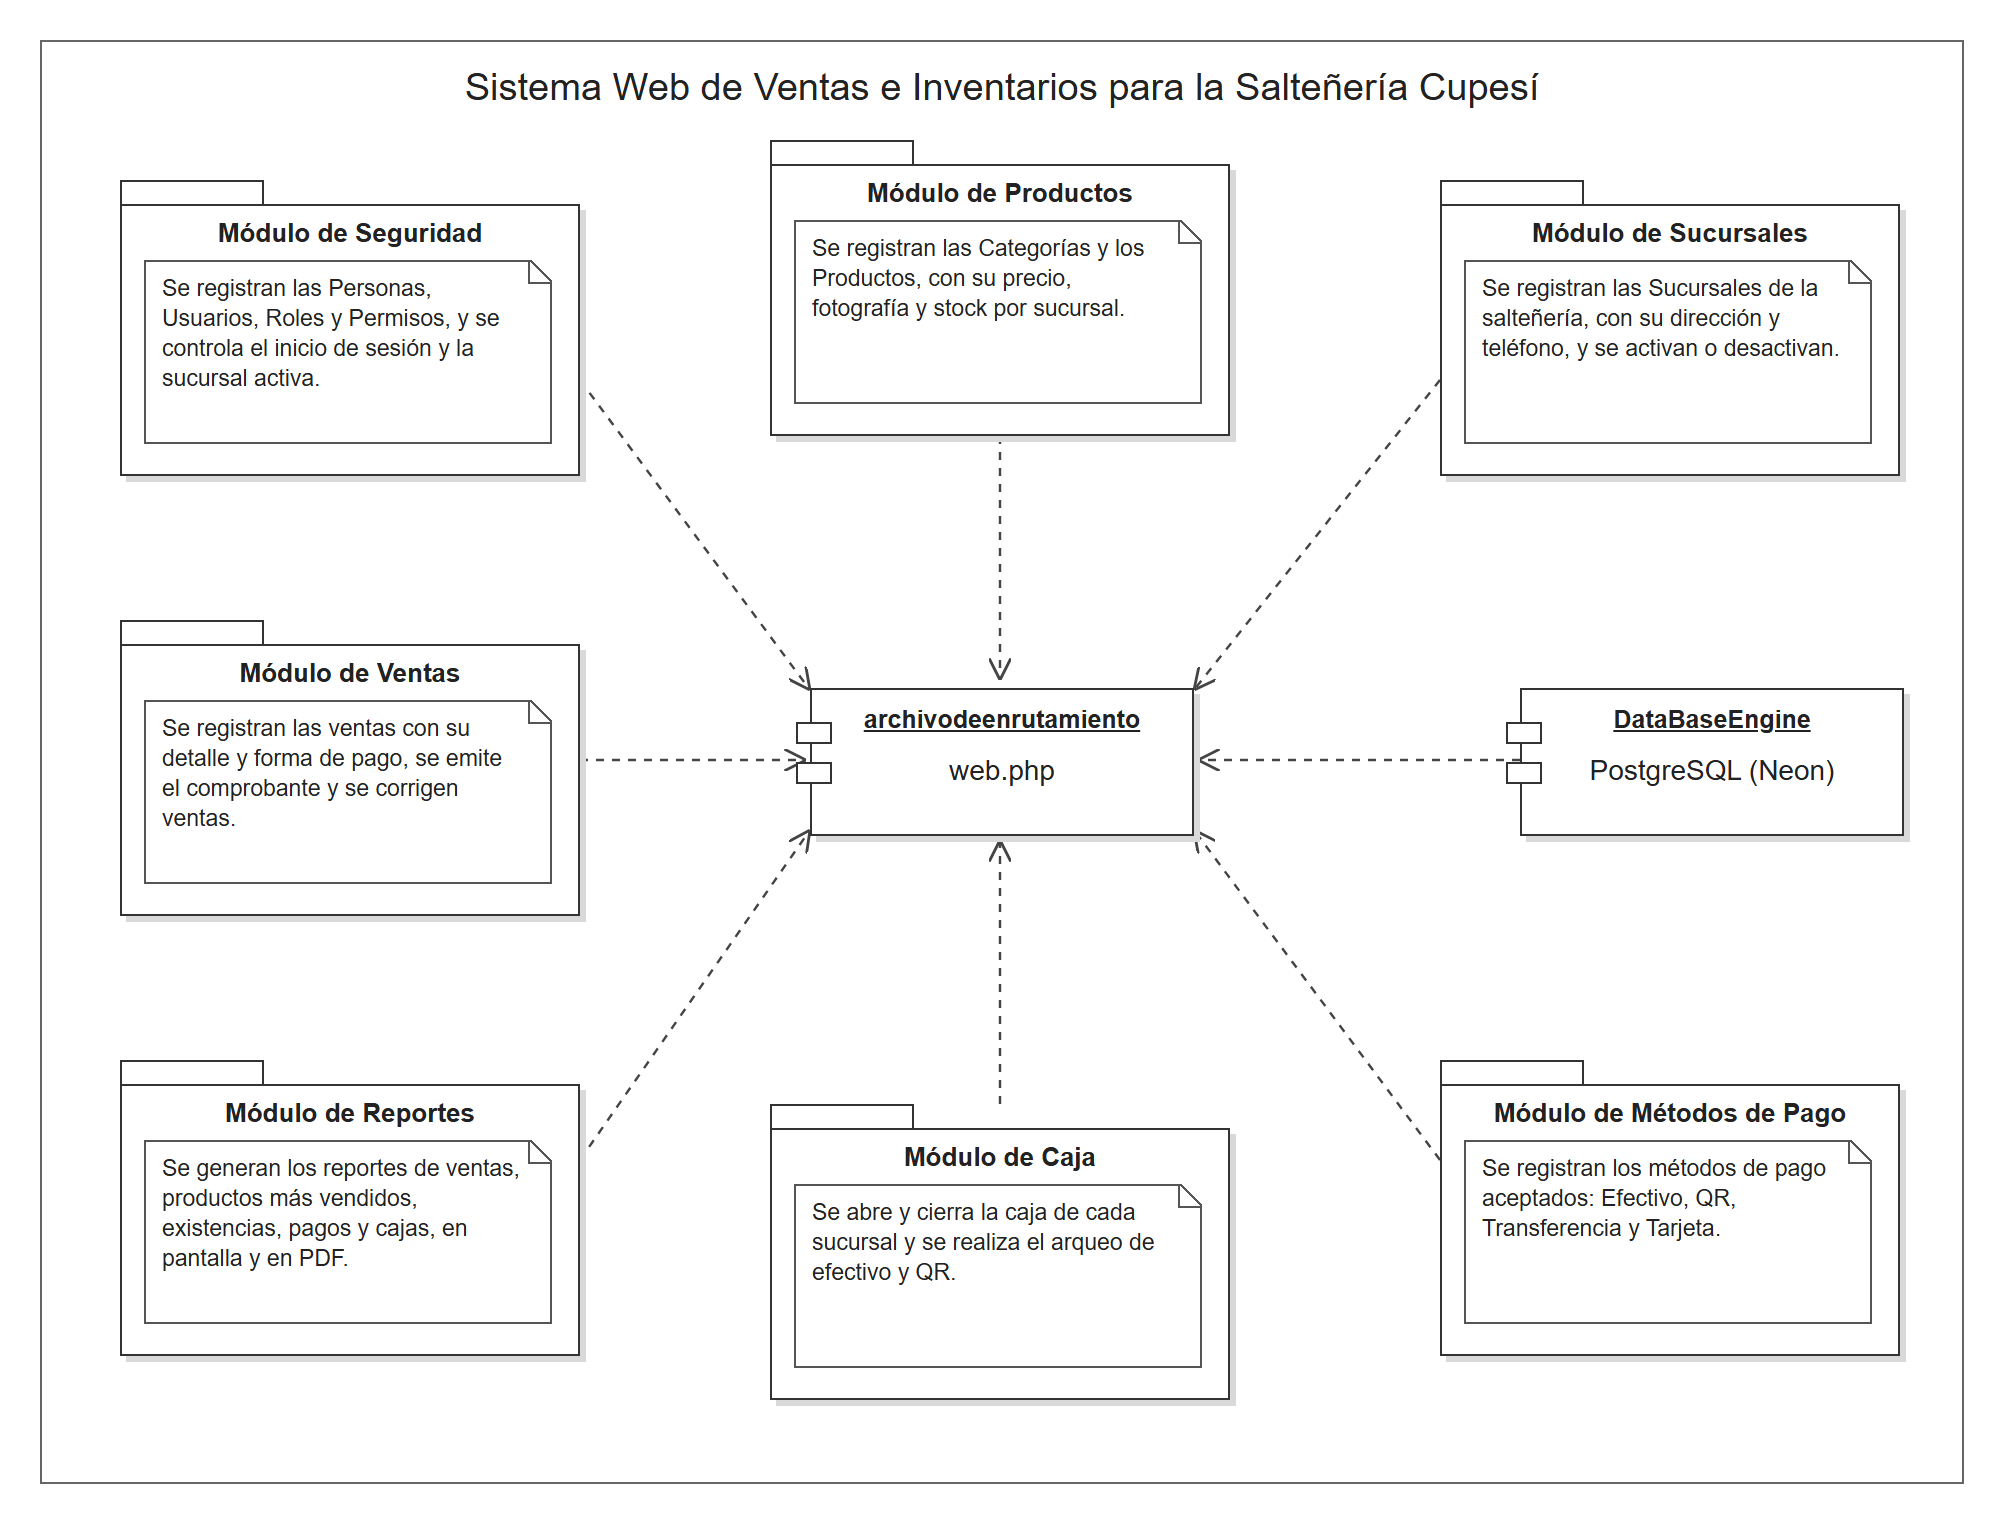 Sistema Web de Ventas e Inventarios para la Salteñería Cupesí
Módulo de Seguridad
Se registran las Personas,
Usuarios, Roles y Permisos, y se
controla el inicio de sesión y la
sucursal activa.
Módulo de Productos
Se registran las Categorías y los
Productos, con su precio,
fotografía y stock por sucursal.
Módulo de Sucursales
Se registran las Sucursales de la
salteñería, con su dirección y
teléfono, y se activan o desactivan.
Módulo de Ventas
Se registran las ventas con su
detalle y forma de pago, se emite
el comprobante y se corrigen
ventas.
archivodeenrutamiento
web.php
DataBaseEngine
PostgreSQL (Neon)
Módulo de Reportes
Se generan los reportes de ventas,
productos más vendidos,
existencias, pagos y cajas, en
pantalla y en PDF.
Módulo de Caja
Se abre y cierra la caja de cada
sucursal y se realiza el arqueo de
efectivo y QR.
Módulo de Métodos de Pago
Se registran los métodos de pago
aceptados: Efectivo, QR,
Transferencia y Tarjeta.